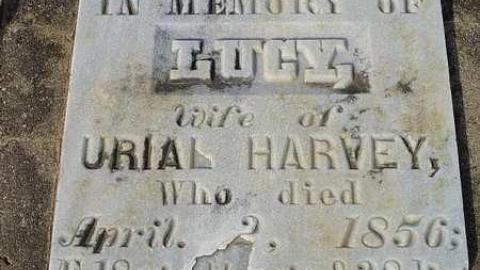 IN MEMORY OF
LUCY,
Wife of
URIAL HARVEY,
Who died
April. 2, 1856;